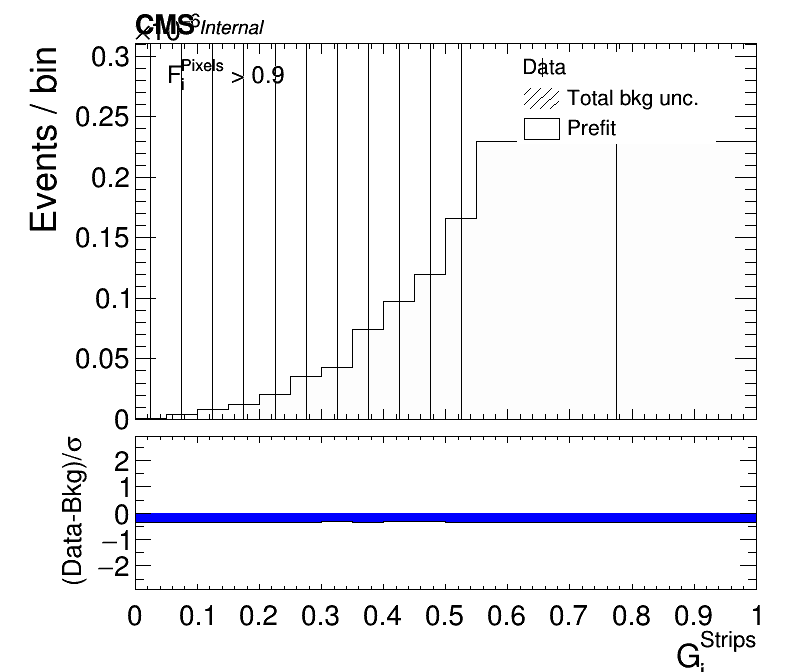 ×10⁻⁶
CMS Internal
Events / bin
0.3
0.25
0.2
0.15
0.1
0.05
0
F_i^Pixels > 0.9
Data
Total bkg unc.
Prefit
(Data-Bkg)/σ
2
1
0
−1
−2
0 0.1 0.2 0.3 0.4 0.5 0.6 0.7 0.8 0.9 1
G_i^Strips